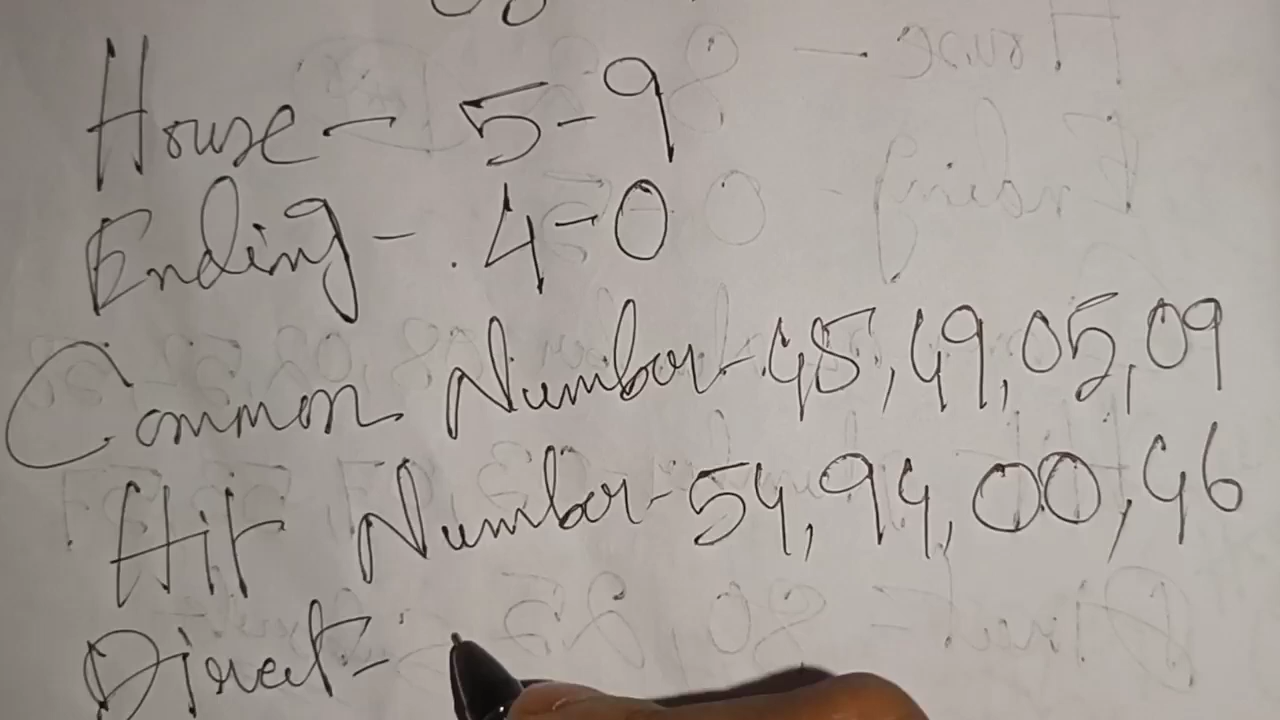 House - 5-9
Ending - 4-0
Common Number - 45, 49, 05, 09
Hit Number - 54, 94, 00, 46
Direct -